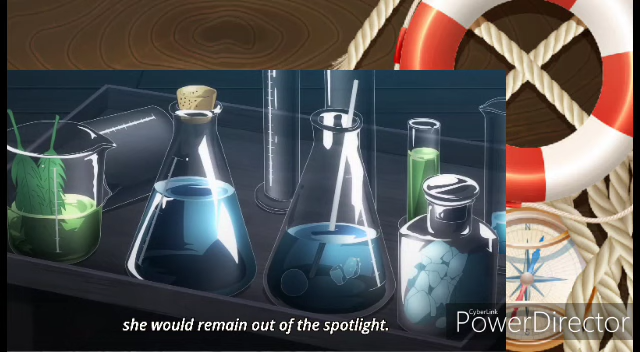 she would remain out of the spotlight.
CyberLink
PowerDirector